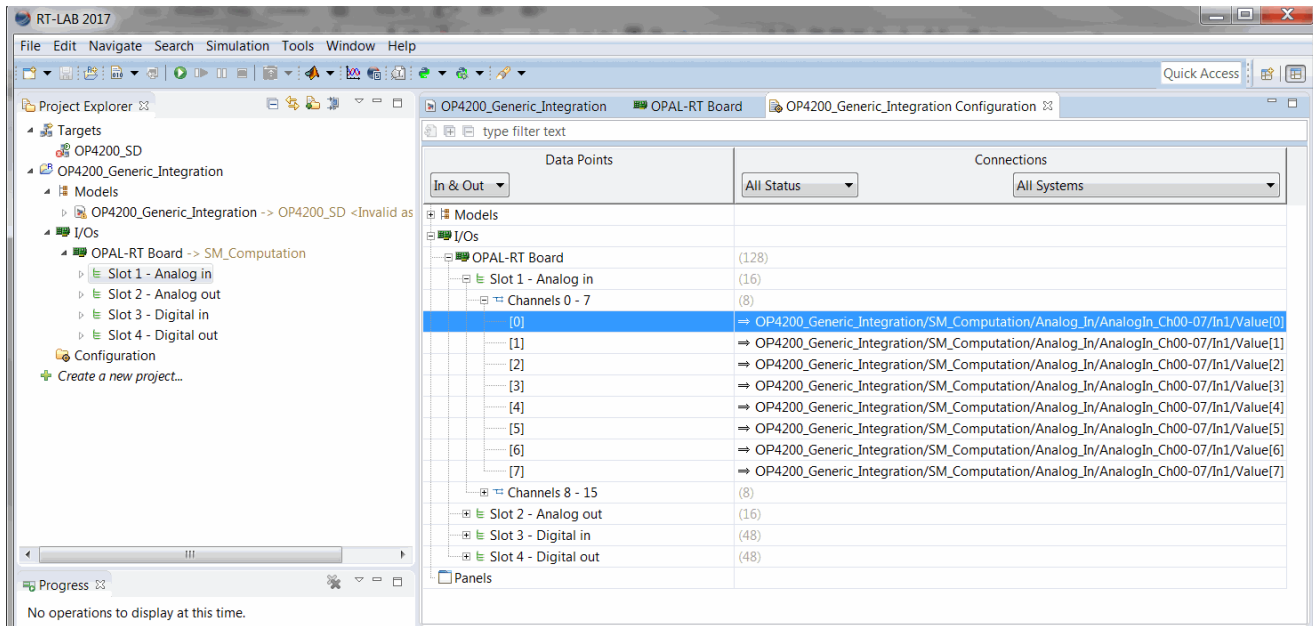 RT-LAB 2017
File Edit Navigate Search Simulation Tools Window Help
Quick Access
Project Explorer
Targets
OP4200_SD
OP4200_Generic_Integration
Models
OP4200_Generic_Integration -> OP4200_SD <Invalid as
I/Os
OPAL-RT Board -> SM_Computation
Slot 1 - Analog in
Slot 2 - Analog out
Slot 3 - Digital in
Slot 4 - Digital out
Configuration
Create a new project...
Progress
No operations to display at this time.
OP4200_Generic_Integration OPAL-RT Board OP4200_Generic_Integration Configuration
type filter text
Data Points Connections
In & Out All Status All Systems
Models
I/Os
OPAL-RT Board (128)
Slot 1 - Analog in (16)
Channels 0 - 7 (8)
[0] ⇒ OP4200_Generic_Integration/SM_Computation/Analog_In/AnalogIn_Ch00-07/In1/Value[0]
[1] ⇒ OP4200_Generic_Integration/SM_Computation/Analog_In/AnalogIn_Ch00-07/In1/Value[1]
[2] ⇒ OP4200_Generic_Integration/SM_Computation/Analog_In/AnalogIn_Ch00-07/In1/Value[2]
[3] ⇒ OP4200_Generic_Integration/SM_Computation/Analog_In/AnalogIn_Ch00-07/In1/Value[3]
[4] ⇒ OP4200_Generic_Integration/SM_Computation/Analog_In/AnalogIn_Ch00-07/In1/Value[4]
[5] ⇒ OP4200_Generic_Integration/SM_Computation/Analog_In/AnalogIn_Ch00-07/In1/Value[5]
[6] ⇒ OP4200_Generic_Integration/SM_Computation/Analog_In/AnalogIn_Ch00-07/In1/Value[6]
[7] ⇒ OP4200_Generic_Integration/SM_Computation/Analog_In/AnalogIn_Ch00-07/In1/Value[7]
Channels 8 - 15 (8)
Slot 2 - Analog out (16)
Slot 3 - Digital in (48)
Slot 4 - Digital out (48)
Panels